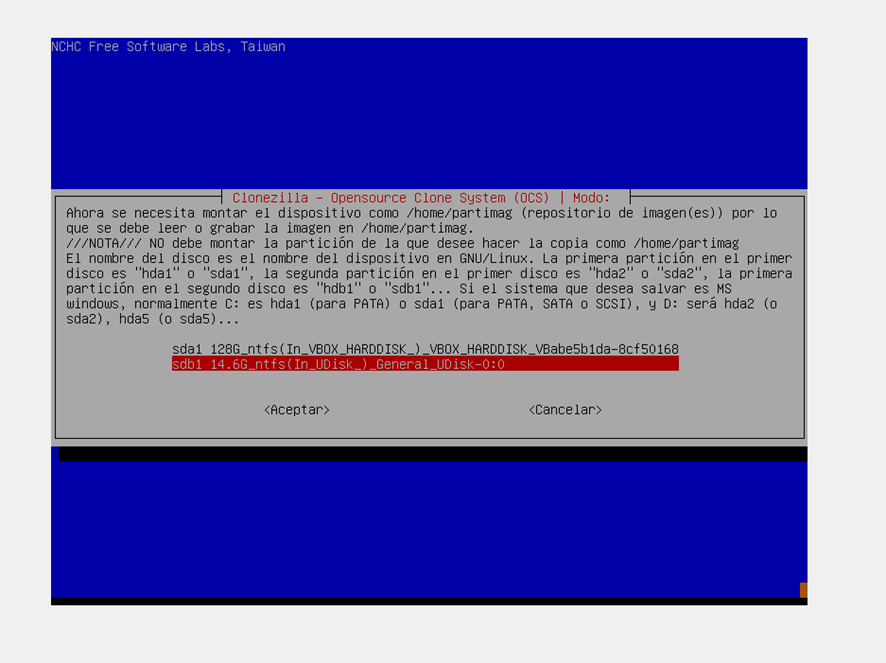 NCHC Free Software Labs, Taiwan
Clonezilla - Opensource Clone System (OCS) | Modo:
Ahora se necesita montar el dispositivo como /home/partimag (repositorio de imagen(es)) por lo
que se debe leer o grabar la imagen en /home/partimag.
///NOTA/// NO debe montar la partición de la que desee hacer la copia como /home/partimag
El nombre del disco es el nombre del dispositivo en GNU/Linux. La primera partición en el primer
disco es "hda1" o "sda1", la segunda partición en el primer disco es "hda2" o "sda2", la primera
partición en el segundo disco es "hdb1" o "sdb1"... Si el sistema que desea salvar es MS
windows, normalmente C: es hda1 (para PATA) o sda1 (para PATA, SATA o SCSI), y D: será hda2 (o
sda2), hda5 (o sda5)...
sda1 128G_ntfs(In_VBOX_HARDDISK_)_VBOX_HARDDISK_VBabe5b1da-8cf50168
sdb1 14.6G_ntfs(In_UDisk_)_General_UDisk-0:0
<Aceptar> <Cancelar>